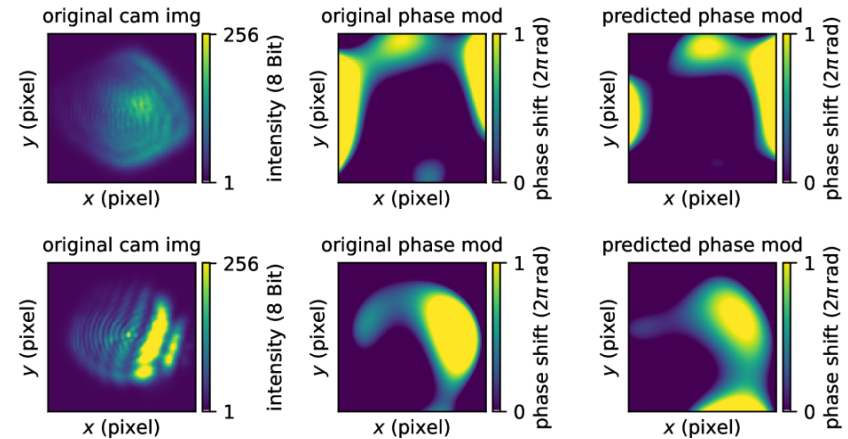 original cam img
original phase mod
predicted phase mod
256
1
y (pixel)
x (pixel)
intensity (8 Bit)
1
0
y (pixel)
x (pixel)
phase shift (2π rad)
1
0
y (pixel)
x (pixel)
phase shift (2π rad)
original cam img
original phase mod
predicted phase mod
256
1
y (pixel)
x (pixel)
intensity (8 Bit)
1
0
y (pixel)
x (pixel)
phase shift (2π rad)
1
0
y (pixel)
x (pixel)
phase shift (2π rad)